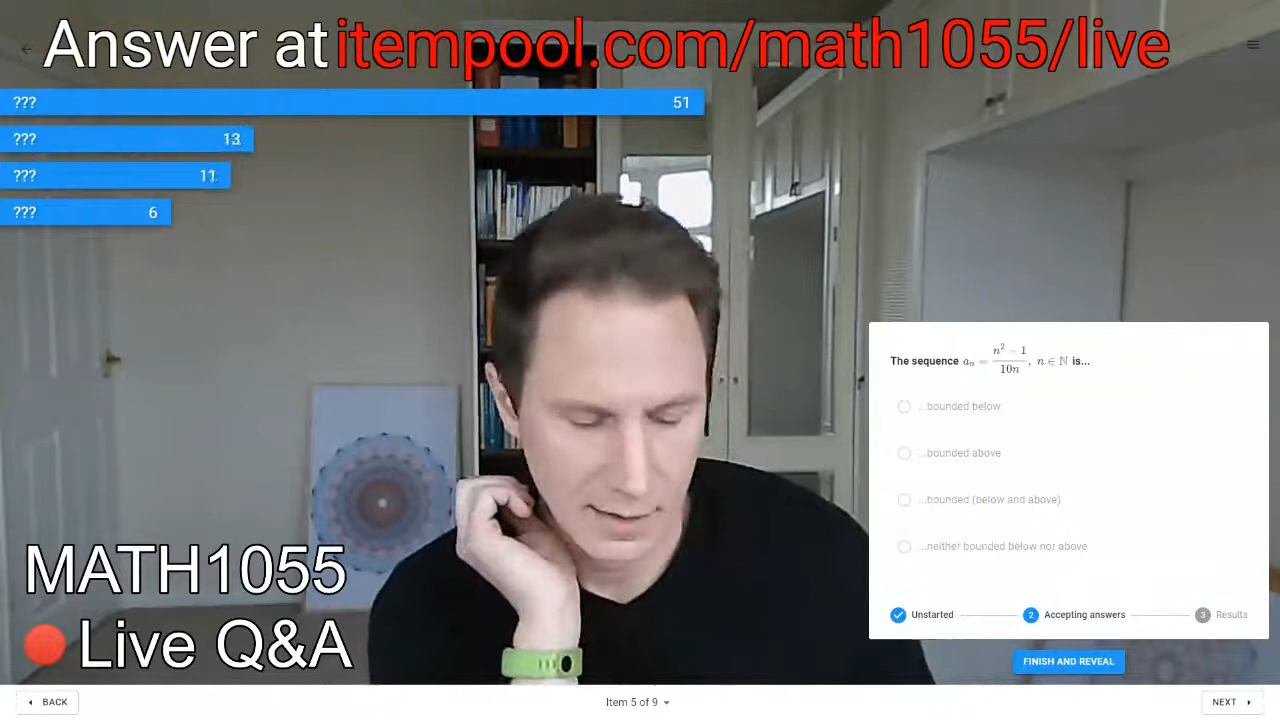 Answer at itempool.com/math1055/live
??? 51
??? 13
??? 11
??? 6
The sequence aₙ = (n² − 1)/(10n), n ∈ ℕ is...
...bounded below
...bounded above
...bounded (below and above)
...neither bounded below nor above
Unstarted 2 Accepting answers 3 Results
FINISH AND REVEAL
MATH1055
Live Q&A
BACK Item 5 of 9 NEXT